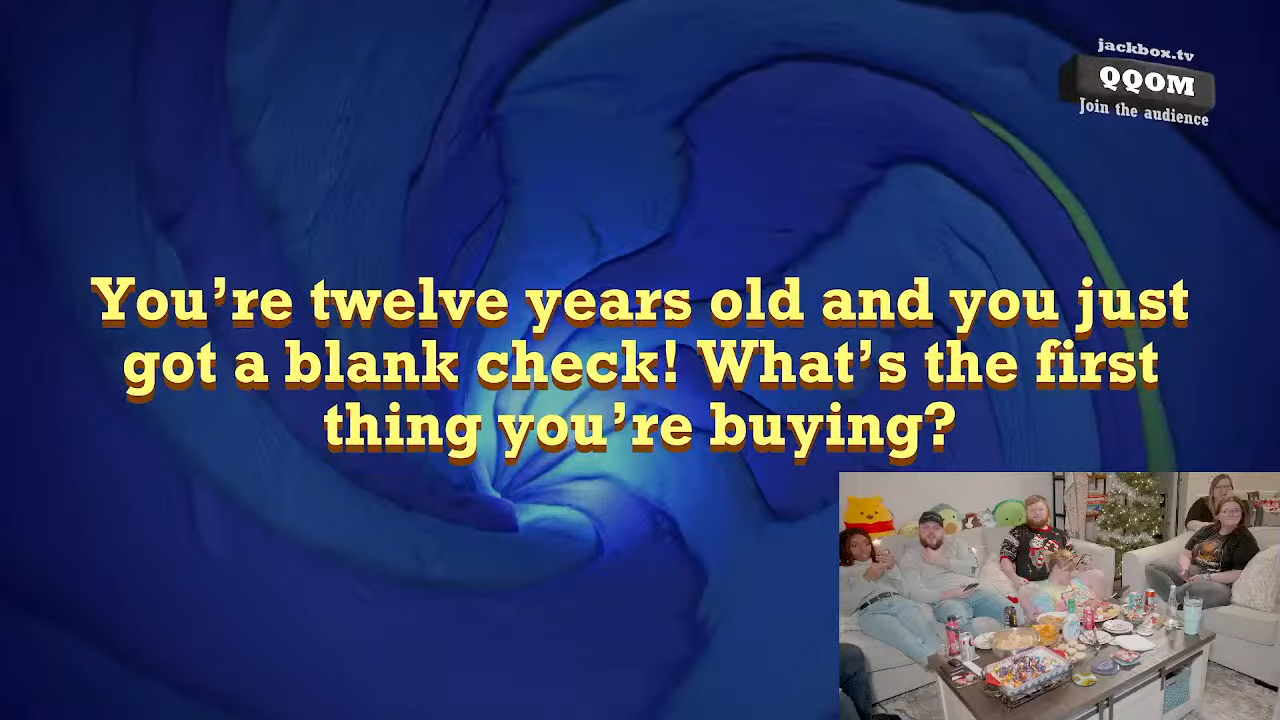 jackbox.tv
QQOM
Join the audience
You're twelve years old and you just
got a blank check! What's the first
thing you're buying?